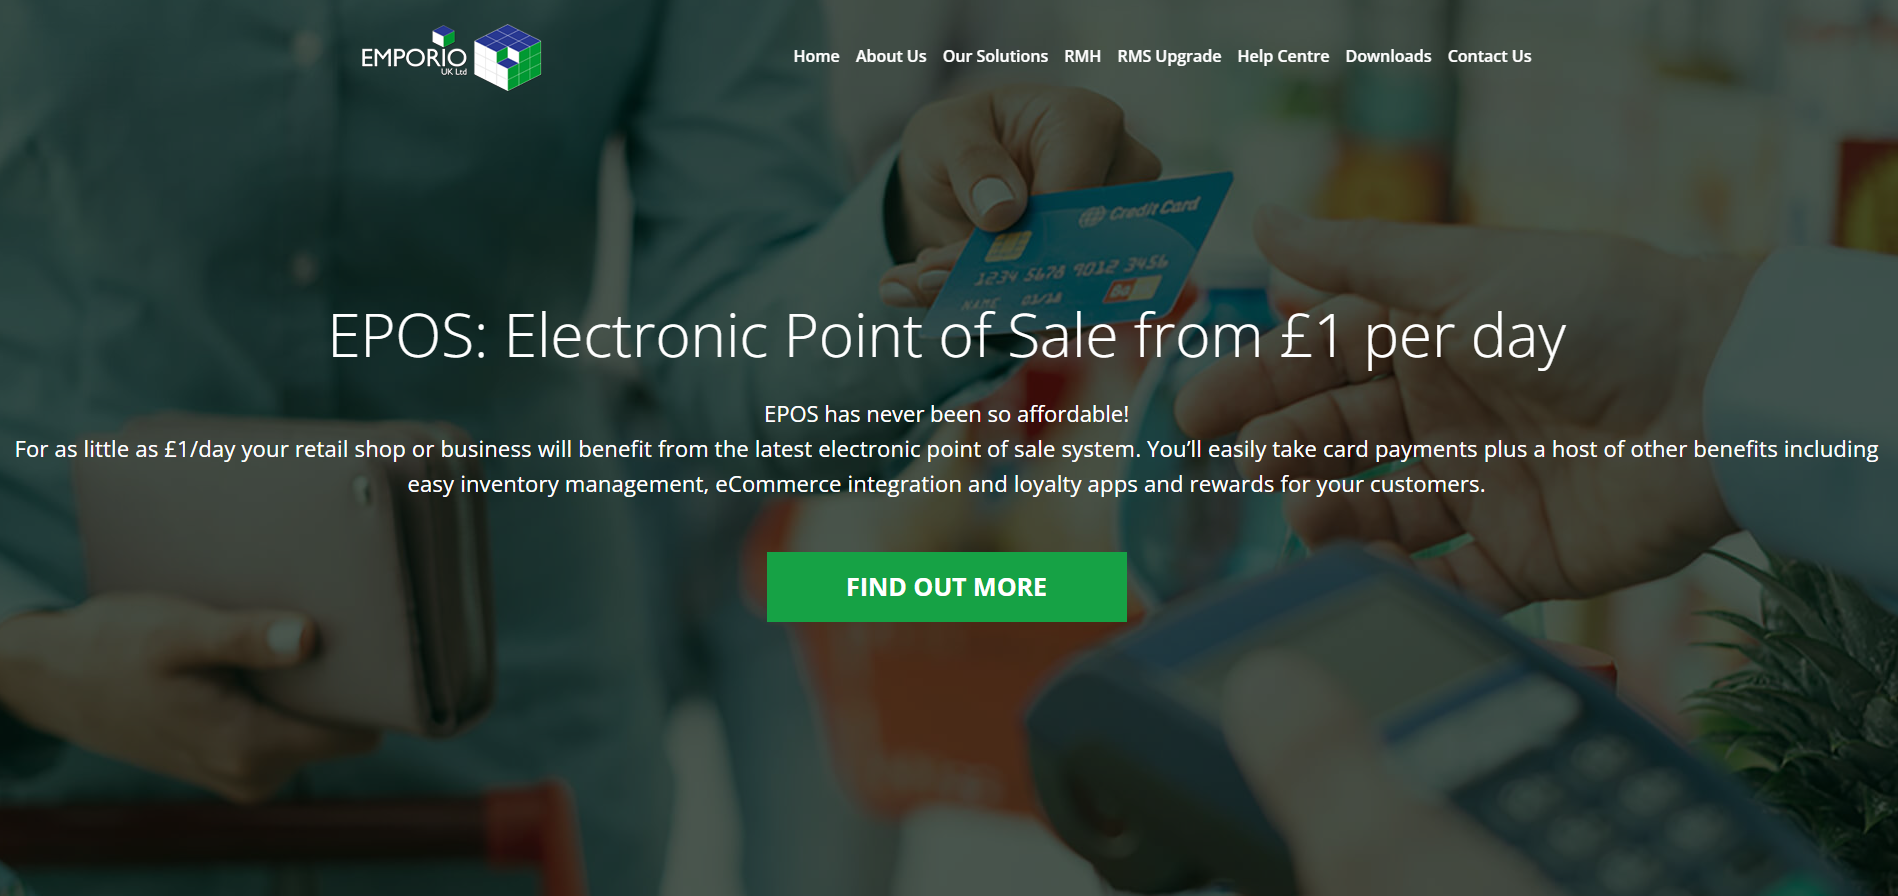 EMPORIO
UK Ltd
Home About Us Our Solutions RMH RMS Upgrade Help Centre Downloads Contact Us
Credit Card
1234 5678 9012 3456
NAME 01/18
EPOS: Electronic Point of Sale from £1 per day
EPOS has never been so affordable!
For as little as £1/day your retail shop or business will benefit from the latest electronic point of sale system. You’ll easily take card payments plus a host of other benefits including
easy inventory management, eCommerce integration and loyalty apps and rewards for your customers.
FIND OUT MORE